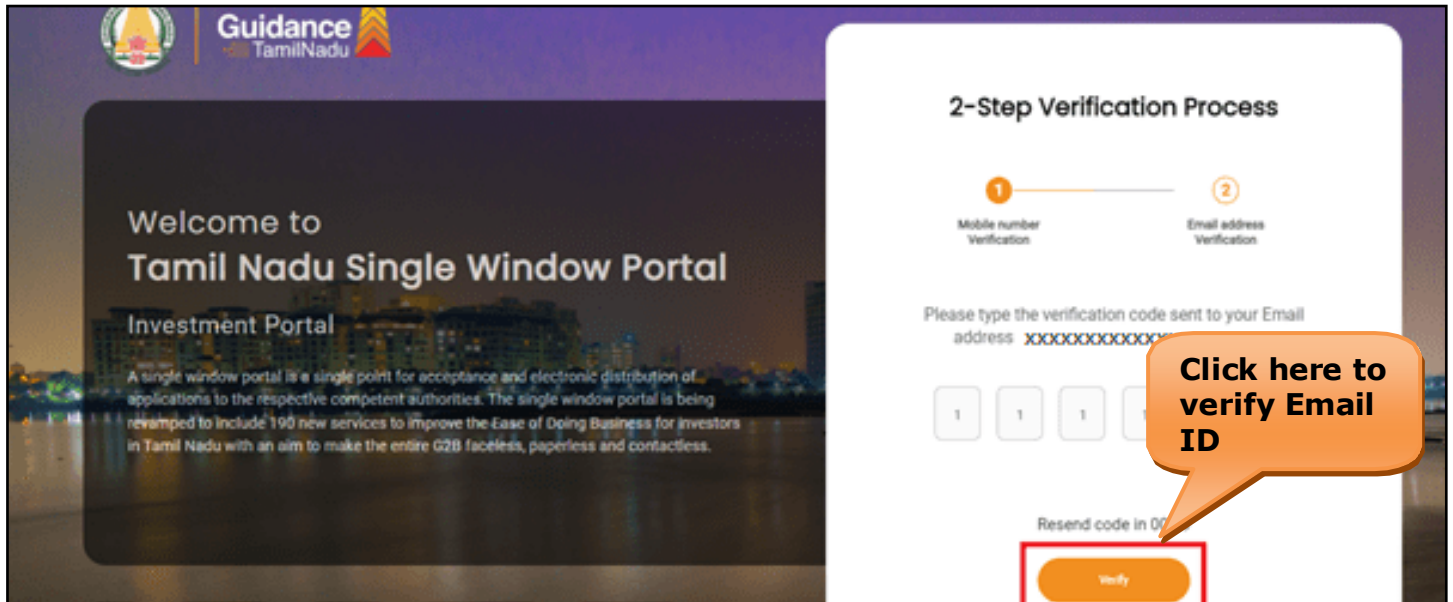 Guidance
TamilNadu
Welcome to
Tamil Nadu Single Window Portal
Investment Portal
A single window portal is a single point for acceptance and electronic distribution of
applications to the respective competent authorities. The single window portal is being
revamped to include 190 new services to improve the Ease of Doing Business for investors
in Tamil Nadu with an aim to make the entire G2B faceless, paperless and contactless.
2-Step Verification Process
1
2
Mobile number
Verification
Email address
Verification
Please type the verification code sent to your Email
address XXXXXXXXXXXXX
1 1 1 1
Resend code in 00
Verify
Click here to
verify Email
ID